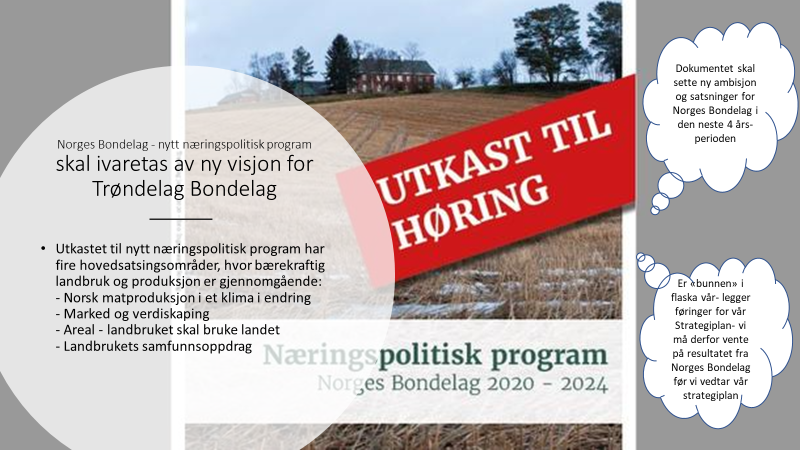 Norges Bondelag - nytt næringspolitisk program
skal ivaretas av ny visjon for
Trøndelag Bondelag
• Utkastet til nytt næringspolitisk program har
fire hovedsatsingsområder, hvor bærekraftig
landbruk og produksjon er gjennomgående:
- Norsk matproduksjon i et klima i endring
- Marked og verdiskaping
- Areal - landbruket skal bruke landet
- Landbrukets samfunnsoppdrag
UTKAST TIL
HØRING
Næringspolitisk program
Norges Bondelag 2020 - 2024
Dokumentet skal
sette ny ambisjon
og satsninger for
Norges Bondelag i
den neste 4 års-
perioden
Er «bunnen» i
flaska vår- legger
føringer for vår
Strategiplan- vi
må derfor vente
på resultatet fra
Norges Bondelag
før vi vedtar vår
strategiplan